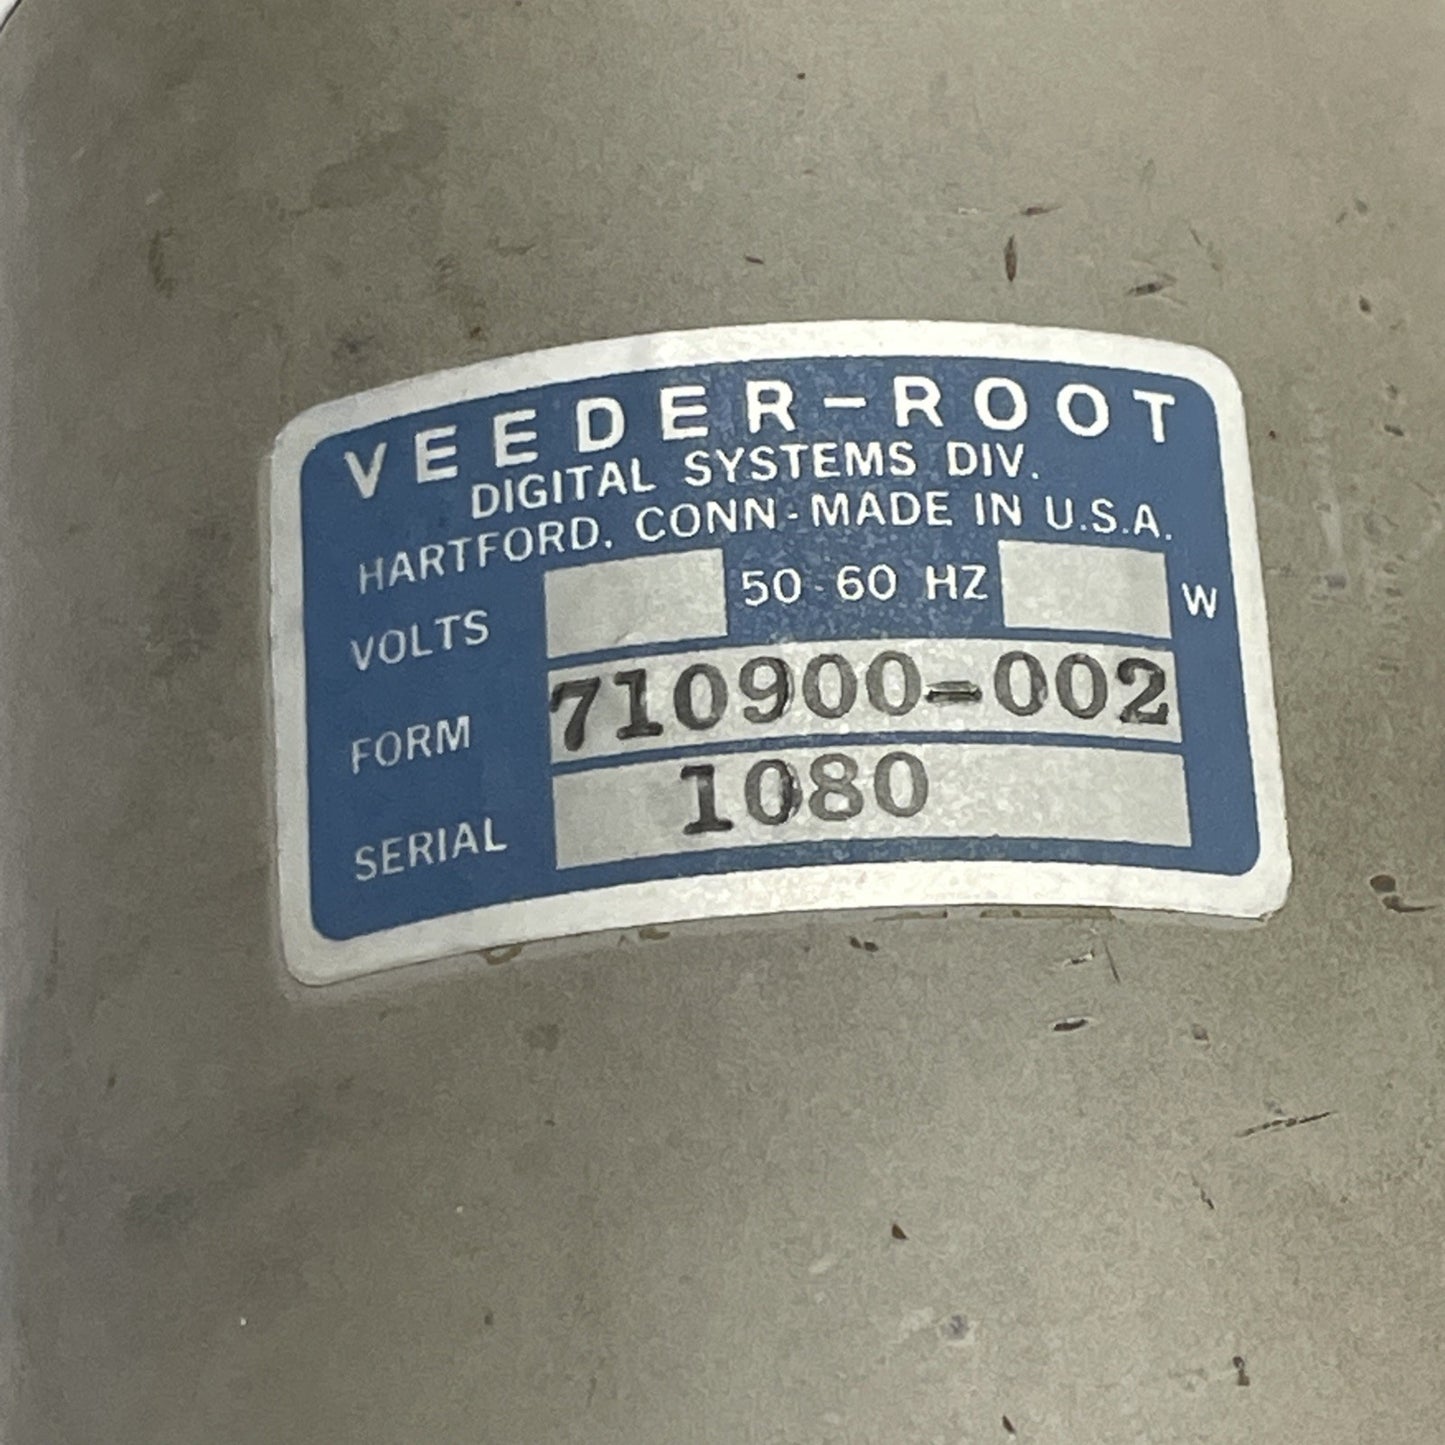 VEEDER-ROOT
DIGITAL SYSTEMS DIV.
HARTFORD, CONN-MADE IN U.S.A.
VOLTS 50-60 HZ W
FORM 710900-002
SERIAL 1080